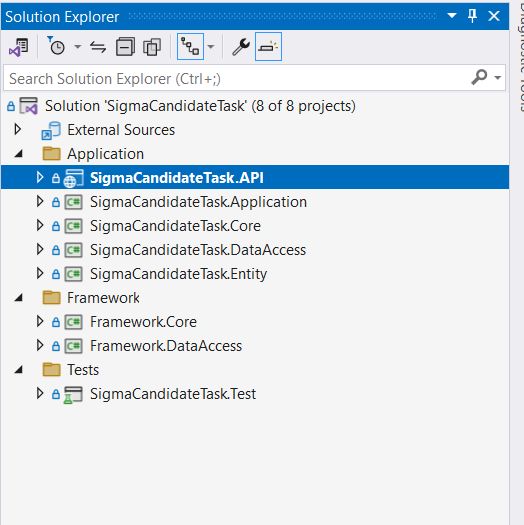 Solution Explorer
Search Solution Explorer (Ctrl+;)
Solution 'SigmaCandidateTask' (8 of 8 projects)
External Sources
Application
SigmaCandidateTask.API
C# SigmaCandidateTask.Application
C# SigmaCandidateTask.Core
C# SigmaCandidateTask.DataAccess
C# SigmaCandidateTask.Entity
Framework
C# Framework.Core
C# Framework.DataAccess
Tests
SigmaCandidateTask.Test
Tools